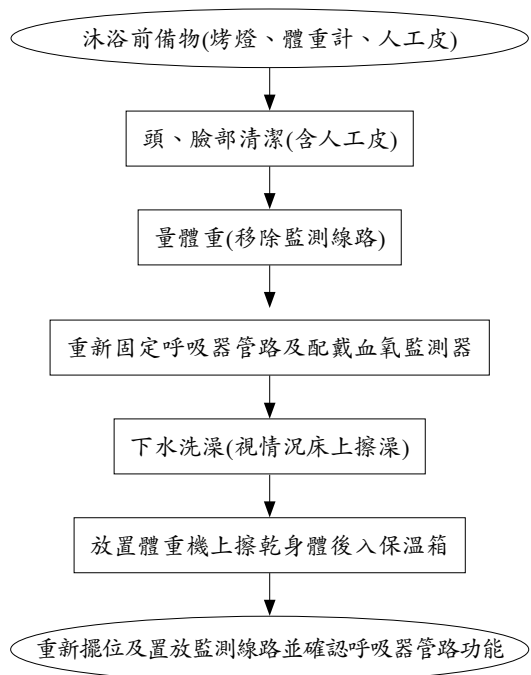 沐浴前備物(烤燈、體重計、人工皮)
頭、臉部清潔(含人工皮)
量體重(移除監測線路)
重新固定呼吸器管路及配戴血氧監測器
下水洗澡(視情況床上擦澡)
放置體重機上擦乾身體後入保溫箱
重新擺位及置放監測線路並確認呼吸器管路功能